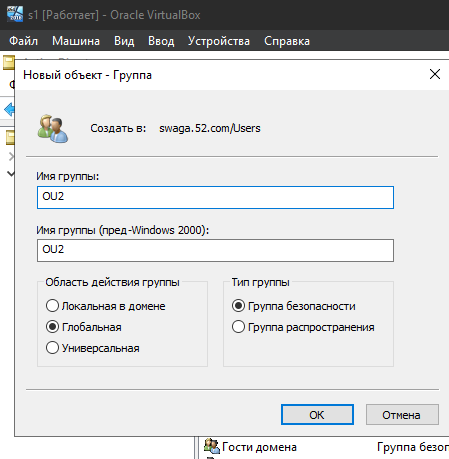 s1 [Работает] - Oracle VirtualBox
Файл Машина Вид Ввод Устройства Справка
Новый объект - Группа
Создать в: swaga.52.com/Users
Имя группы:
OU2
Имя группы (пред-Windows 2000):
OU2
Область действия группы
Локальная в домене
Глобальная
Универсальная
Тип группы
Группа безопасности
Группа распространения
OK Отмена
Гости домена Группа безоп